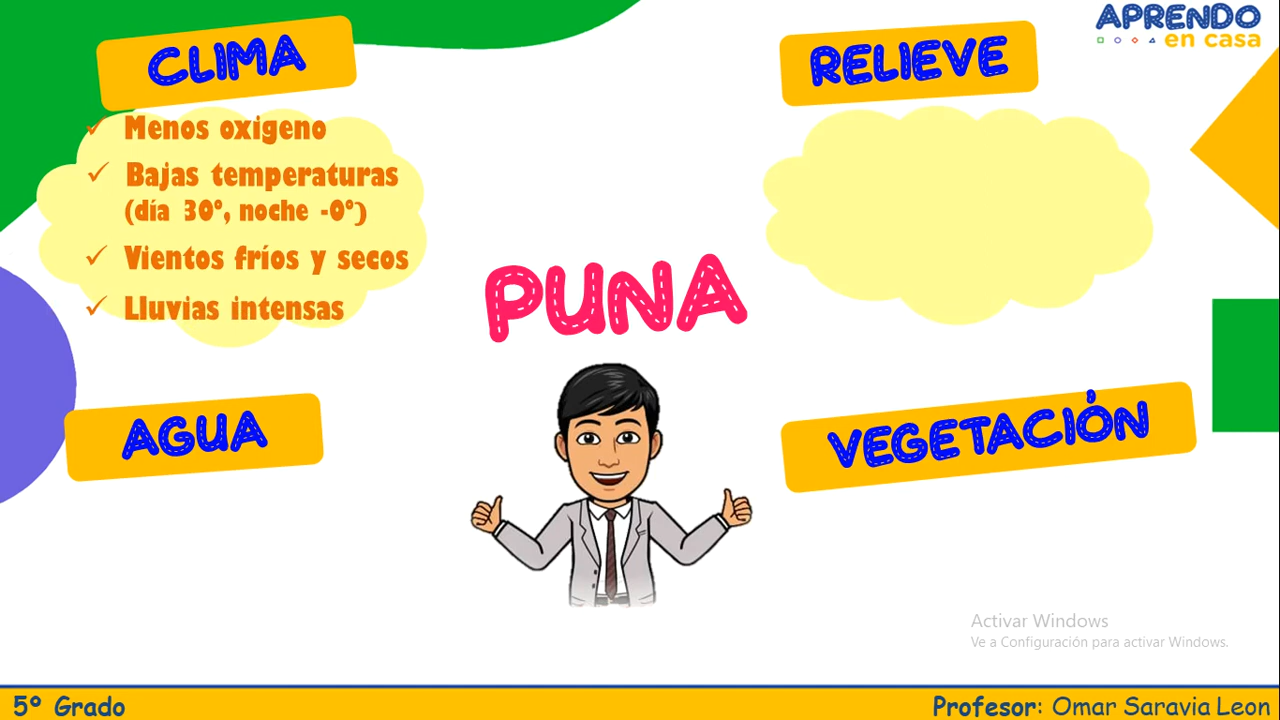 APRENDO
en casa
CLIMA
Menos oxigeno
Bajas temperaturas
(día 30°, noche -0°)
Vientos fríos y secos
Lluvias intensas
RELIEVE
PUNA
AGUA
VEGETACIÓN
Activar Windows
Ve a Configuración para activar Windows.
5º Grado
Profesor: Omar Saravia Leon